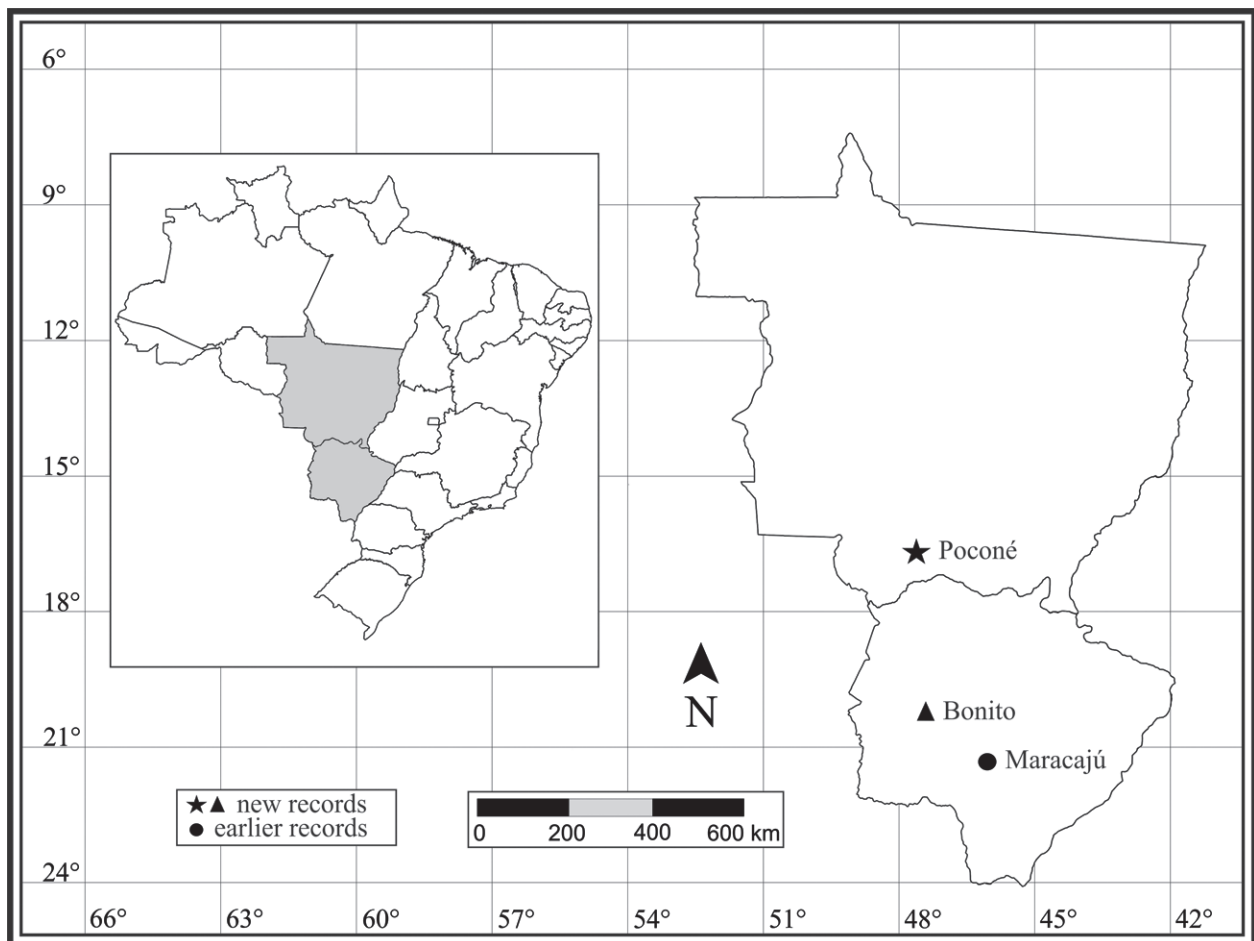 6°
9°
12°
15°
18°
21°
24°
Poconé
N
Bonito
Maracajú
new records
earlier records
0 200 400 600 km
66° 63° 60° 57° 54° 51° 48° 45° 42°